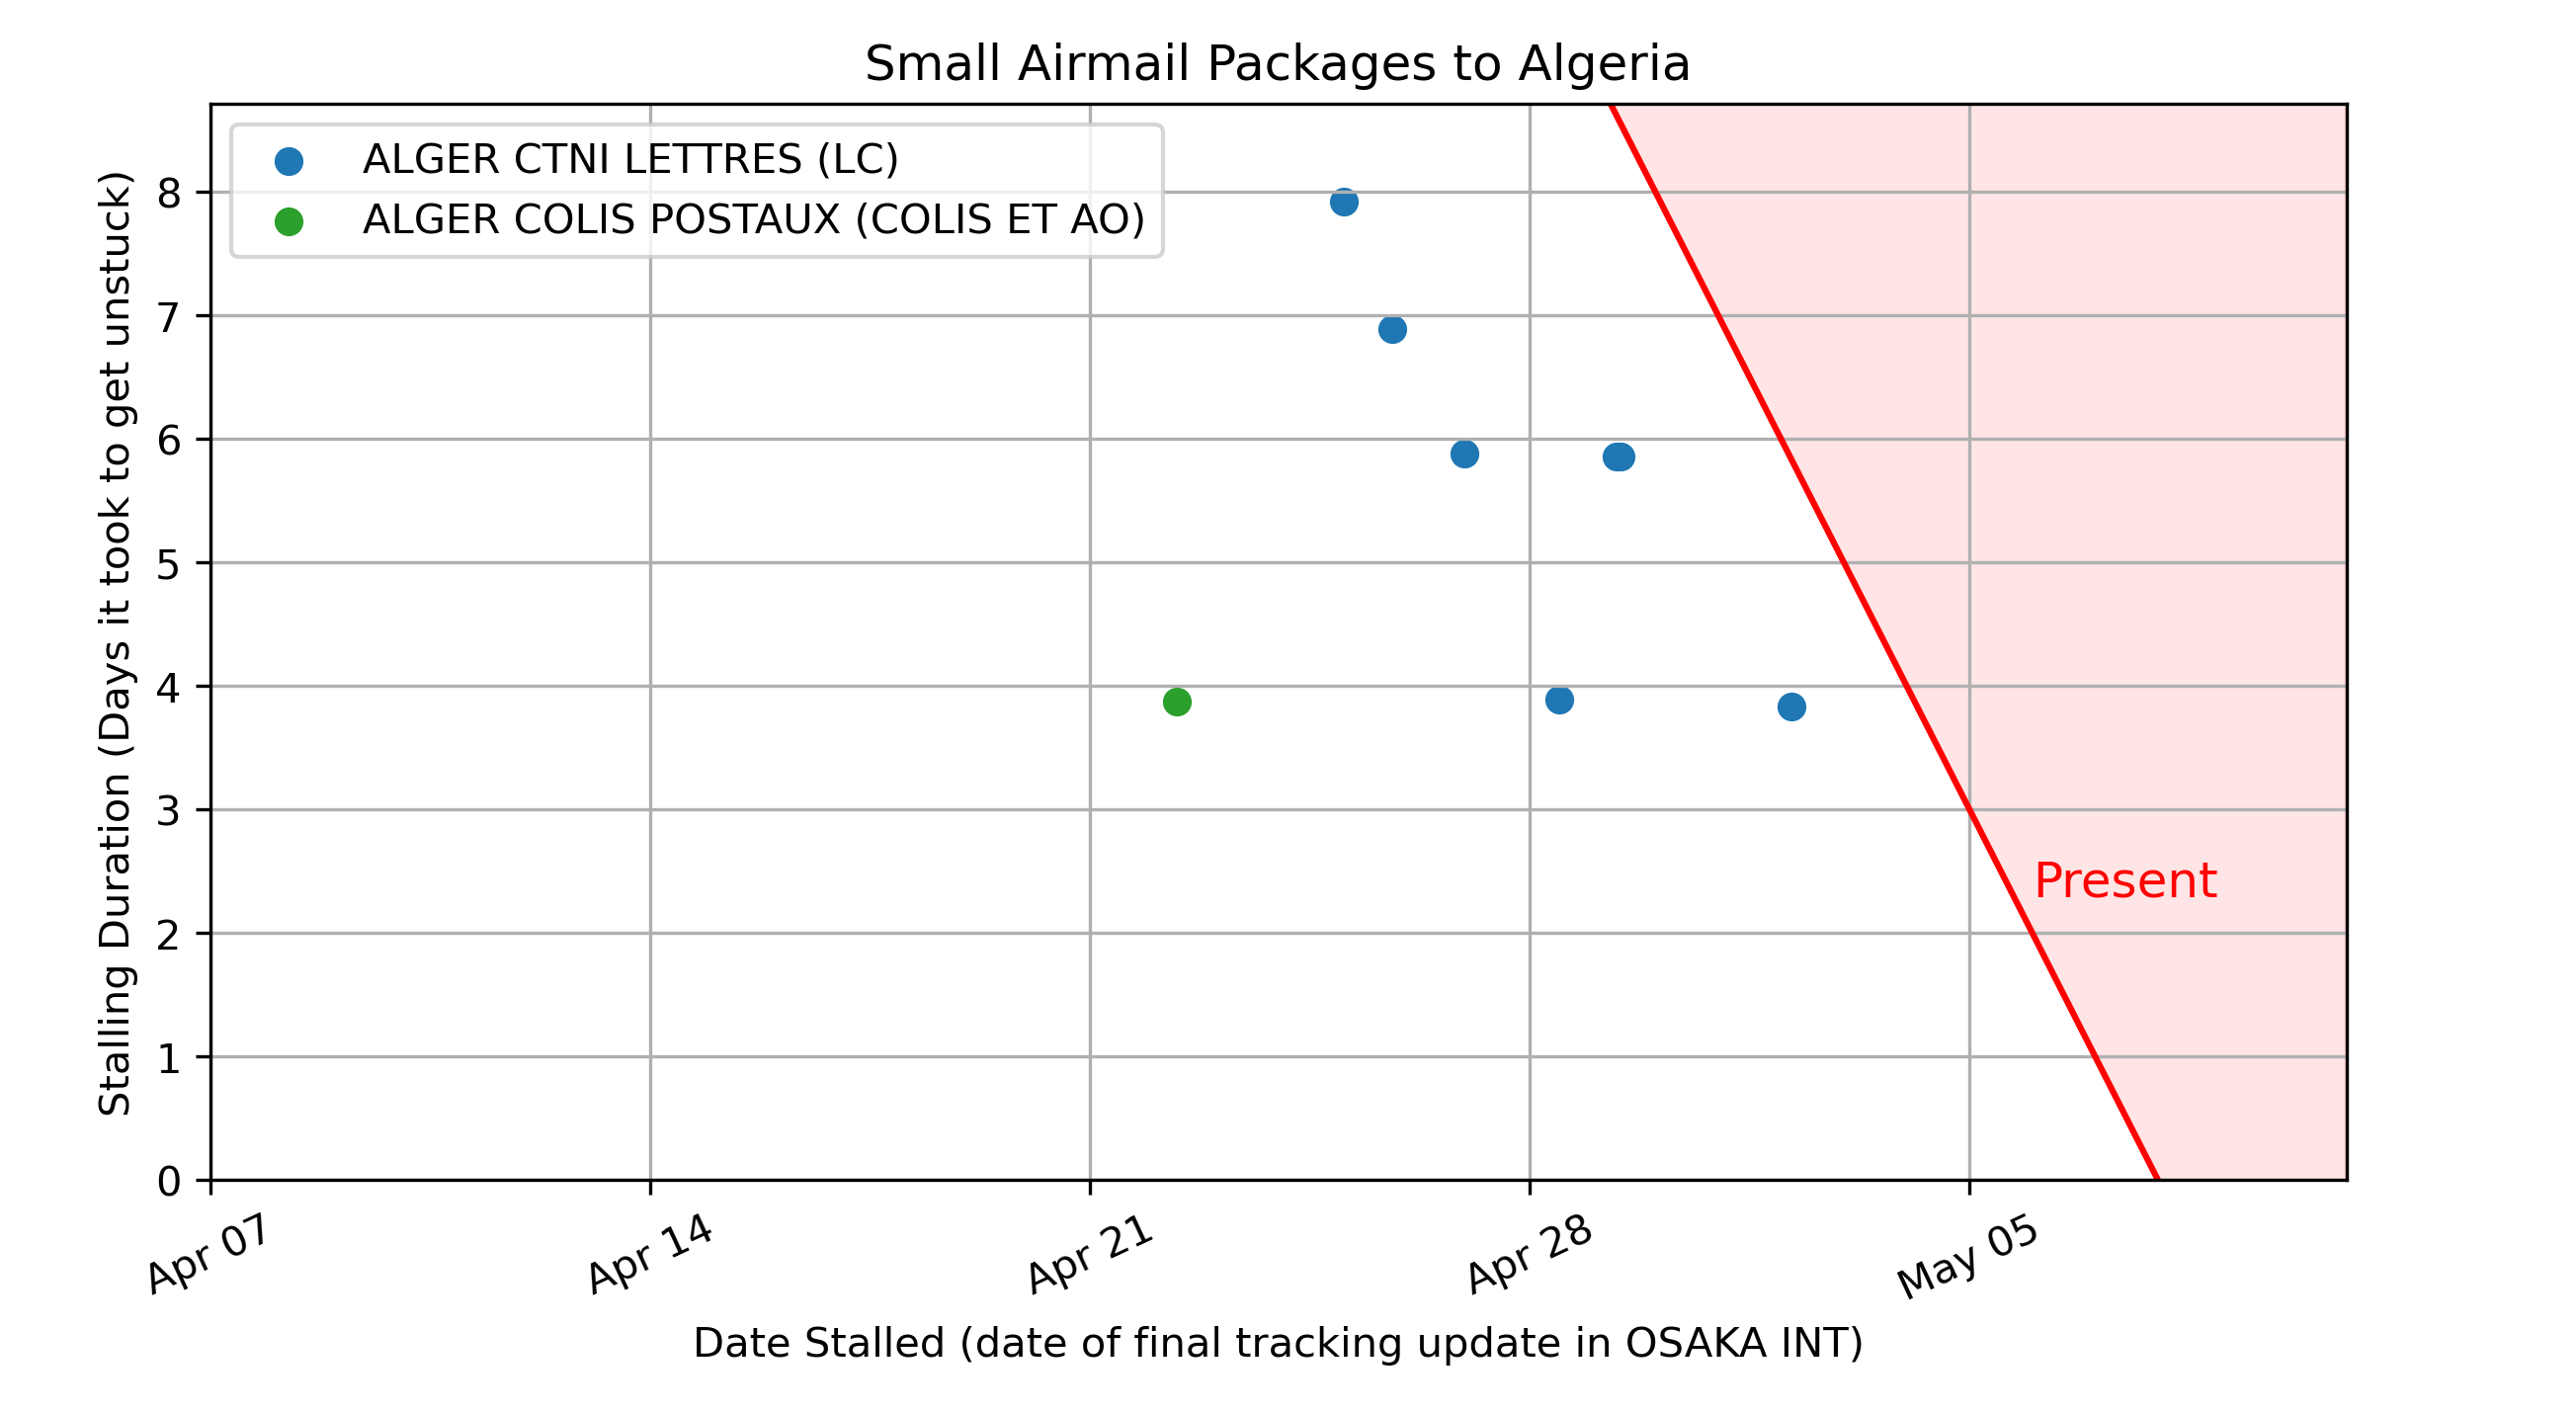 Small Airmail Packages to Algeria
ALGER CTNI LETTRES (LC)
ALGER COLIS POSTAUX (COLIS ET AO)
Stalling Duration (Days it took to get unstuck)
8
7
6
5
4
3
2
1
0
Present
Apr 07
Apr 14
Apr 21
Apr 28
May 05
Date Stalled (date of final tracking update in OSAKA INT)